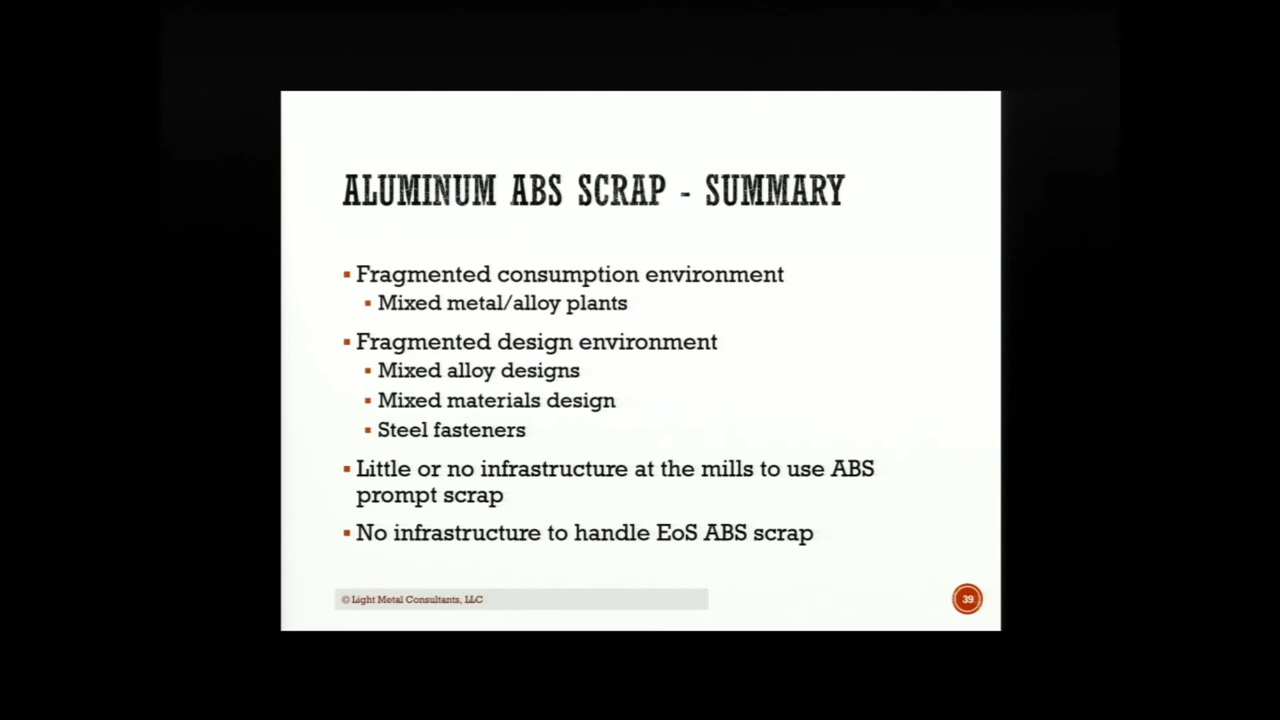 ALUMINUM ABS SCRAP - SUMMARY
▪ Fragmented consumption environment
▪ Mixed metal/alloy plants
▪ Fragmented design environment
▪ Mixed alloy designs
▪ Mixed materials design
▪ Steel fasteners
▪ Little or no infrastructure at the mills to use ABS
prompt scrap
▪ No infrastructure to handle EoS ABS scrap
© Light Metal Consultants, LLC
39